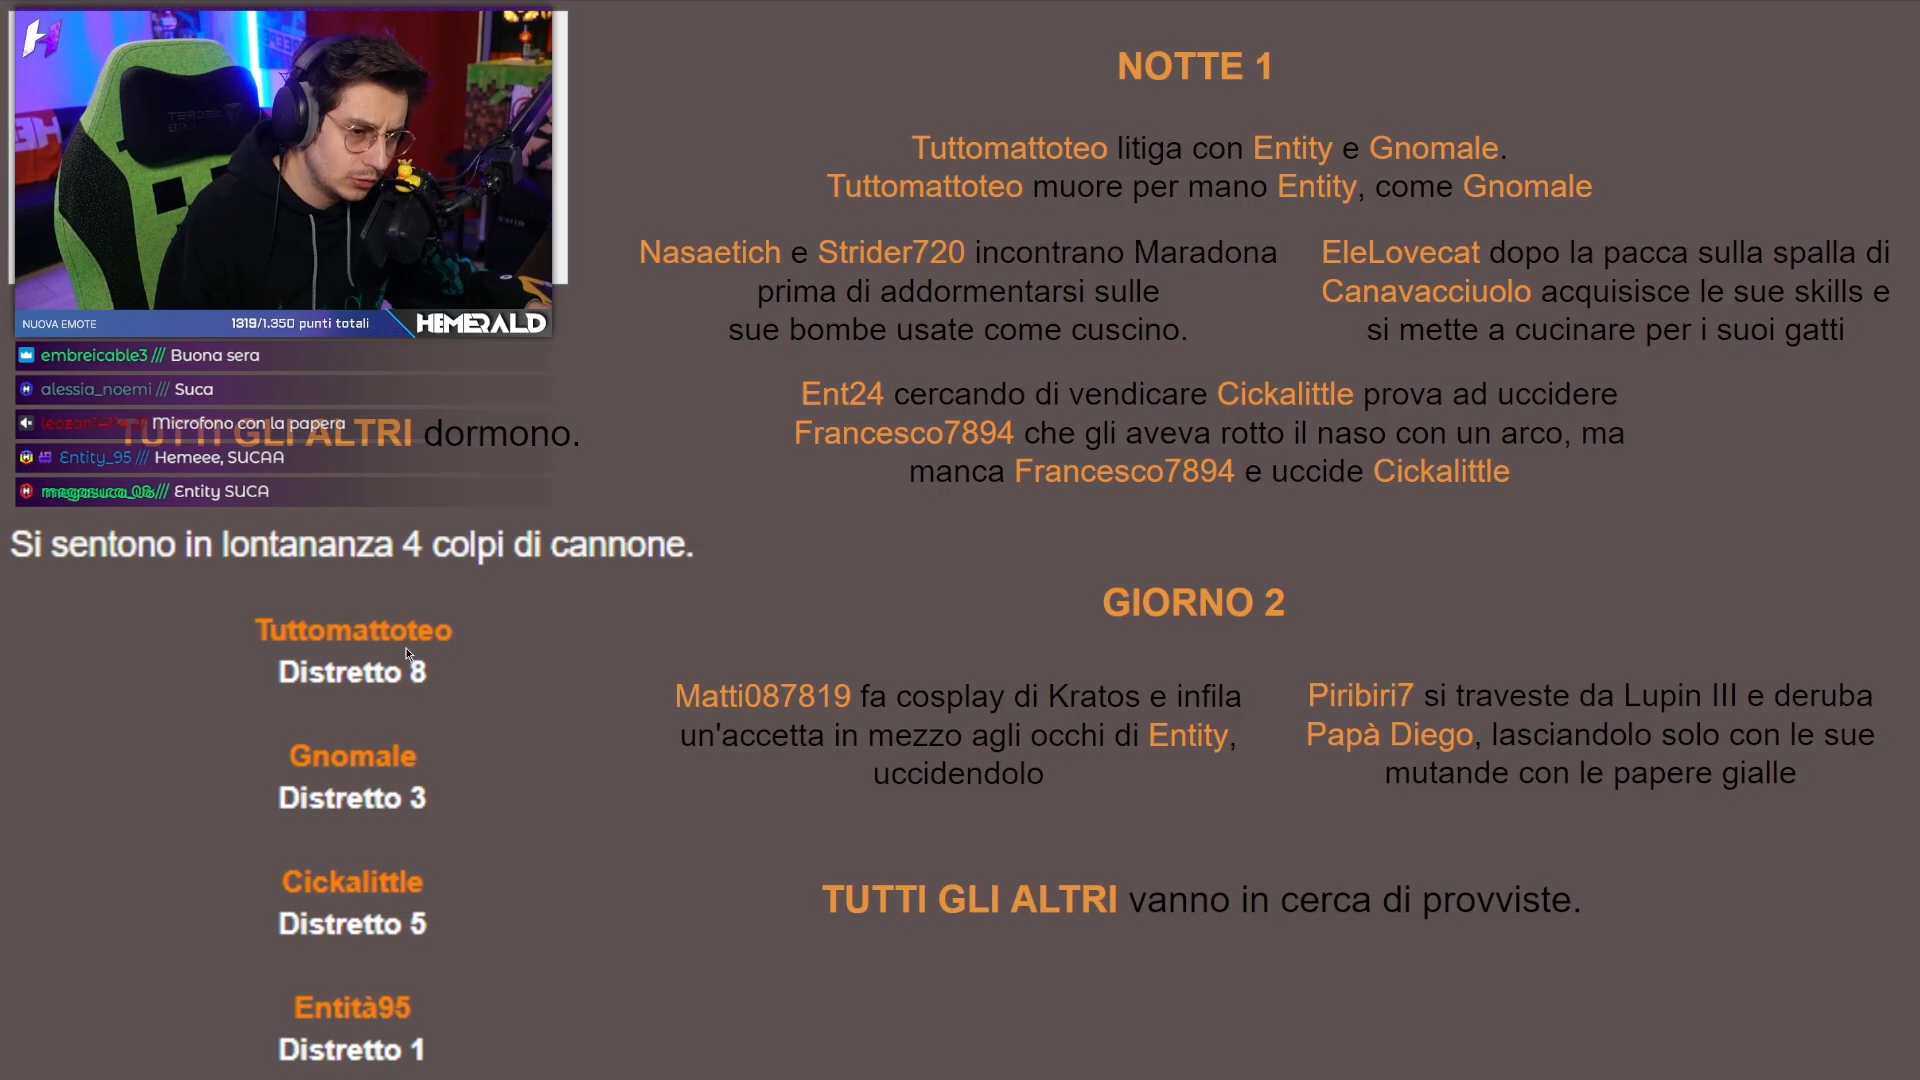 NUOVA EMOTE
1319/1.350 punti totali
HEMERALD
embreicable3 /// Buona sera
alessia_noemi /// Suca
Microfono con la papera
TUTTI GLI ALTRI dormono.
Entity_95 /// Hemeee, SUCAA
megasuca_08 /// Entity SUCA
Si sentono in lontananza 4 colpi di cannone.
Tuttomattoteo
Distretto 8
Gnomale
Distretto 3
Cickalittle
Distretto 5
Entità95
Distretto 1
NOTTE 1
Tuttomattoteo litiga con Entity e Gnomale.
Tuttomattoteo muore per mano Entity, come Gnomale
Nasaetich e Strider720 incontrano Maradona
prima di addormentarsi sulle
sue bombe usate come cuscino.
EleLovecat dopo la pacca sulla spalla di
Canavacciuolo acquisisce le sue skills e
si mette a cucinare per i suoi gatti
Ent24 cercando di vendicare Cickalittle prova ad uccidere
Francesco7894 che gli aveva rotto il naso con un arco, ma
manca Francesco7894 e uccide Cickalittle
GIORNO 2
Matti087819 fa cosplay di Kratos e infila
un'accetta in mezzo agli occhi di Entity,
uccidendolo
Piribiri7 si traveste da Lupin III e deruba
Papà Diego, lasciandolo solo con le sue
mutande con le papere gialle
TUTTI GLI ALTRI vanno in cerca di provviste.